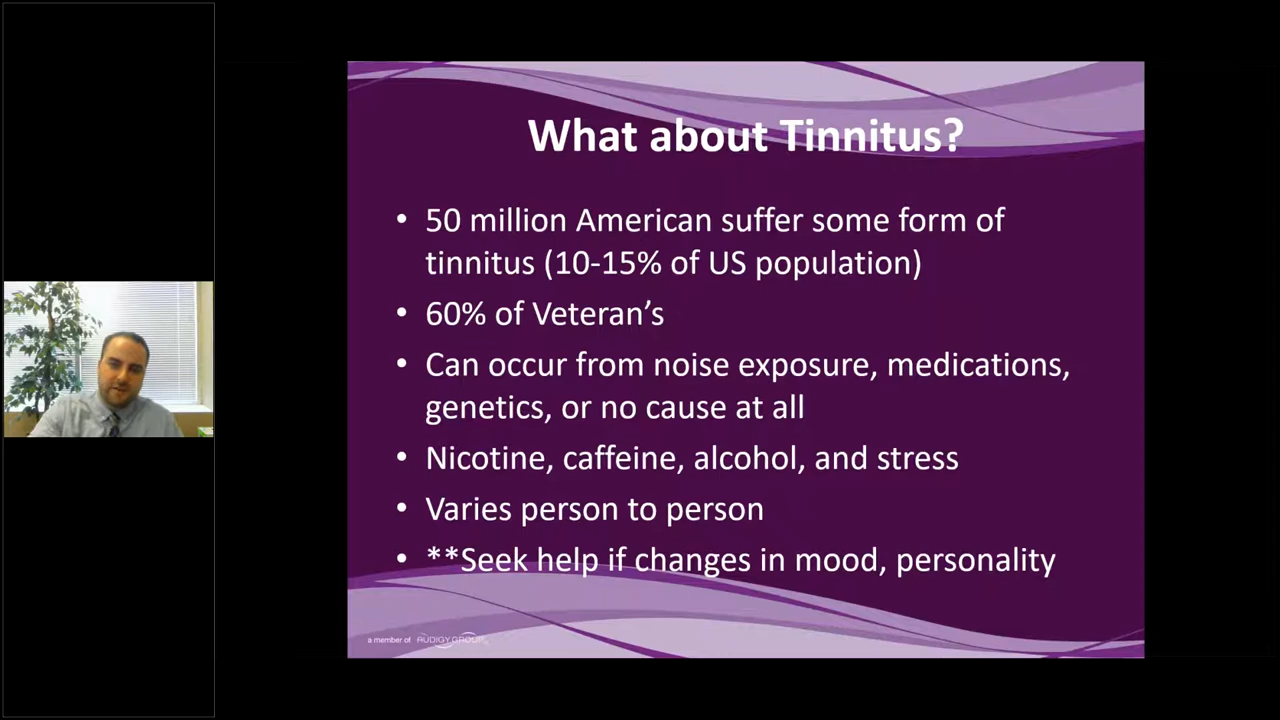 What about Tinnitus?
• 50 million American suffer some form of
tinnitus (10-15% of US population)
• 60% of Veteran's
• Can occur from noise exposure, medications,
genetics, or no cause at all
• Nicotine, caffeine, alcohol, and stress
• Varies person to person
• **Seek help if changes in mood, personality
a member of AUDIGY GROUP